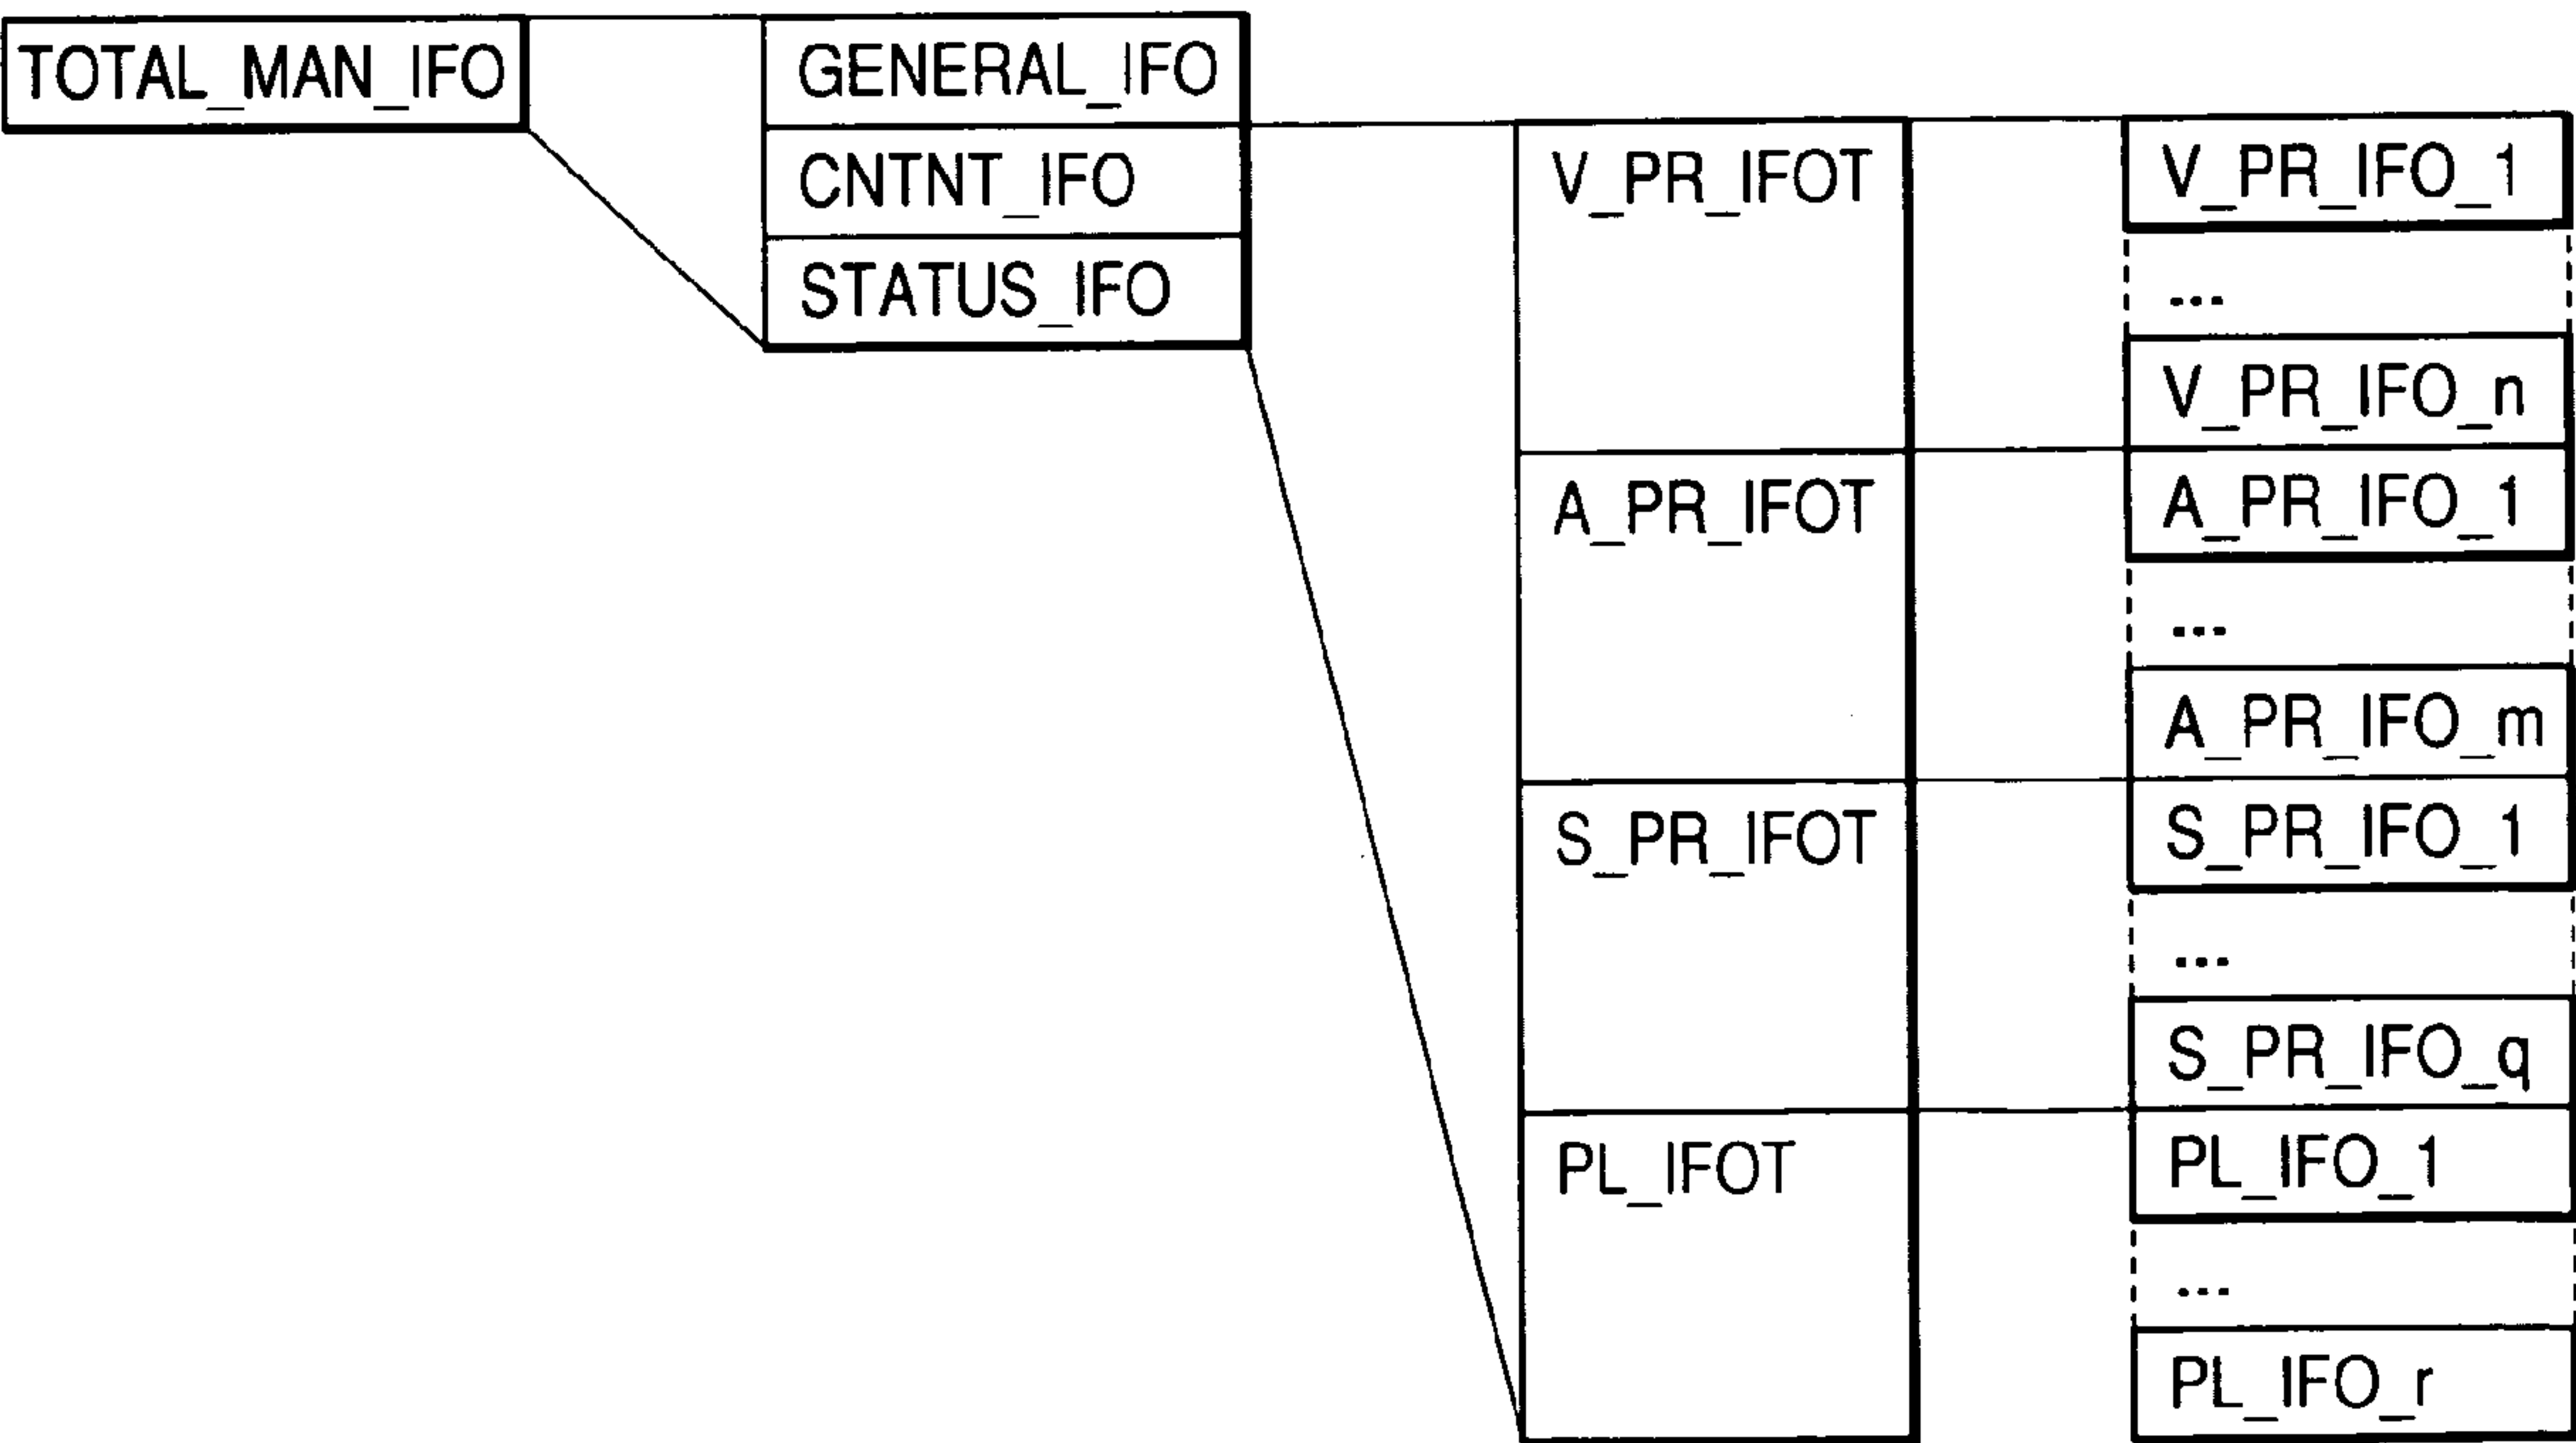 TOTAL_MAN_IFO
GENERAL_IFO
CNTNT_IFO
STATUS_IFO
V_PR_IFOT
A_PR_IFOT
S_PR_IFOT
PL_IFOT
V_PR_IFO_1
...
V_PR_IFO_n
A_PR_IFO_1
...
A_PR_IFO_m
S_PR_IFO_1
...
S_PR_IFO_q
PL_IFO_1
...
PL_IFO_r